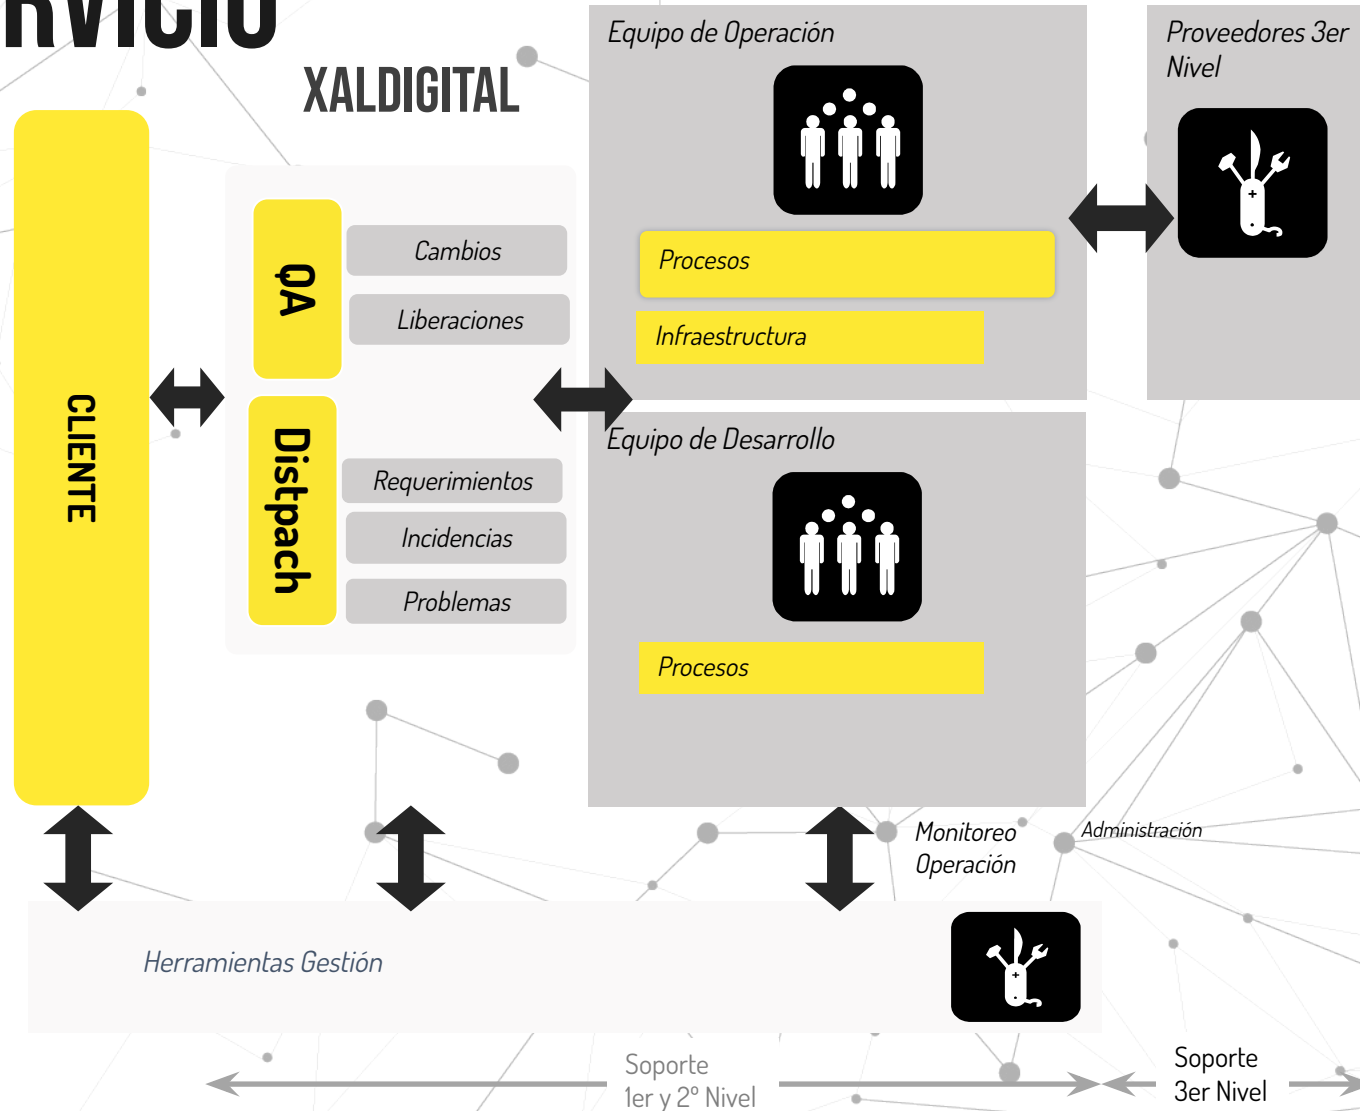 RVICIO
XALDIGITAL
Equipo de Operación
Proveedores 3er
Nivel
CLIENTE
QA
Cambios
Liberaciones
Procesos
Infraestructura
Distpach
Requerimientos
Incidencias
Problemas
Equipo de Desarrollo
Procesos
Monitoreo
Operación
Administración
Herramientas Gestión
Soporte
1er y 2º Nivel
Soporte
3er Nivel